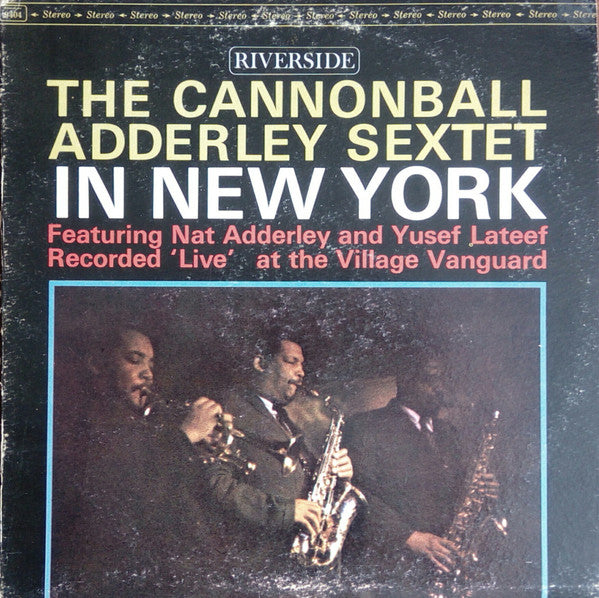 9404 ← Stereo → ← Stereo → ← Stereo → ← Stereo → ← Stereo → ← Stereo → ← Stereo → ← Stereo → ← Stereo → ← Stereo
RIVERSIDE
THE CANNONBALL
ADDERLEY SEXTET
IN NEW YORK
Featuring Nat Adderley and Yusef Lateef
Recorded 'Live' at the Village Vanguard